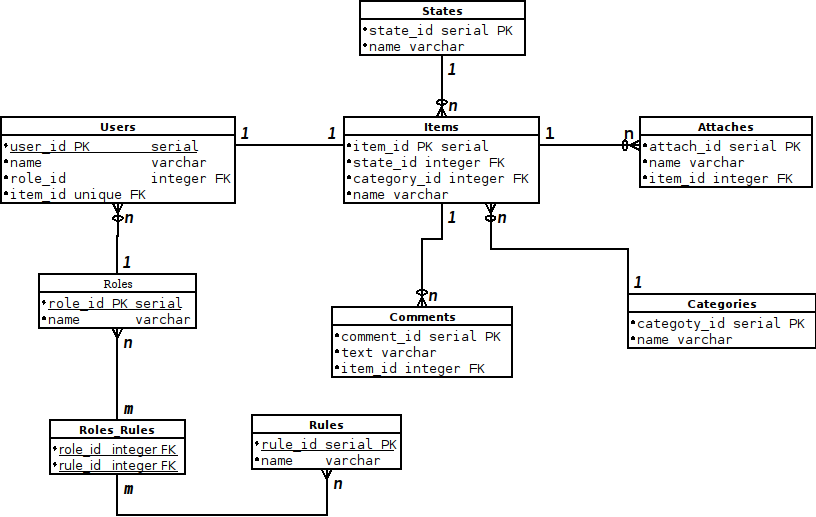 States
state_id serial PK
name varchar
1
n
Users
user_id PK serial
name varchar
role_id integer FK
item_id unique FK
1
1
Items
item_id PK serial
state_id integer FK
category_id integer FK
name varchar
1
n
Attaches
attach_id serial PK
name varchar
item_id integer FK
n
1
n
1
Roles
role_id PK serial
name varchar
n
1
n
Comments
comment_id serial PK
text varchar
item_id integer FK
Categories
categoty_id serial PK
name varchar
m
Roles_Rules
role_id integer FK
rule_id integer FK
m
Rules
rule_id serial PK
name varchar
n